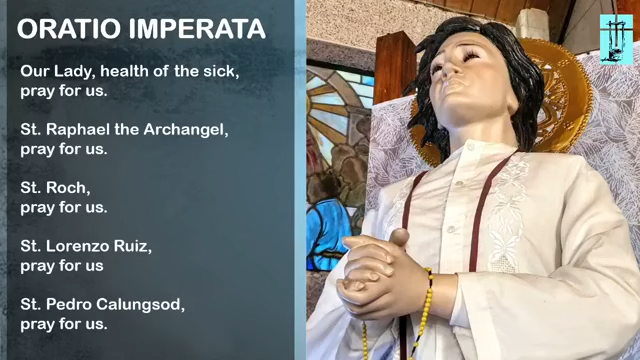 ORATIO IMPERATA
Our Lady, health of the sick,
pray for us.
St. Raphael the Archangel,
pray for us.
St. Roch,
pray for us.
St. Lorenzo Ruiz,
pray for us
St. Pedro Calungsod,
pray for us.